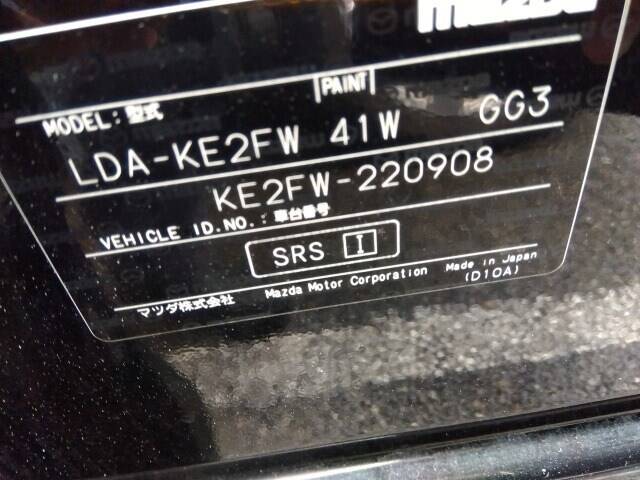 mazda
PAINT
MODEL: 型式
LDA-KE2FW 41W GG3
KE2FW-220908
VEHICLE ID.NO.: 車台番号
SRS I
マツダ株式会社 Mazda Motor Corporation Made in Japan
(D10A)